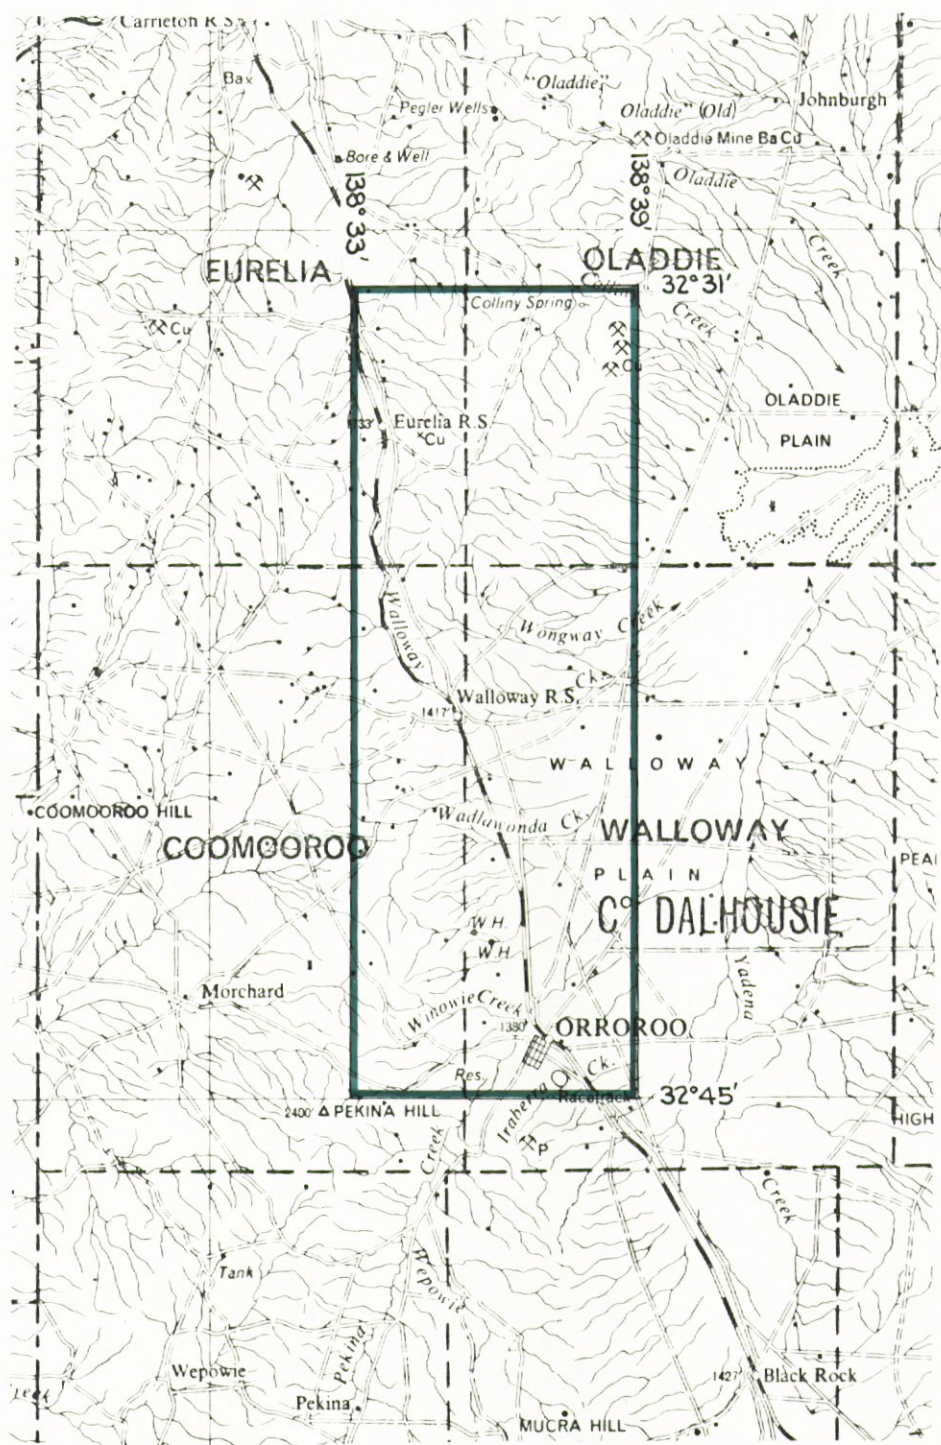 Carrieton R.S.
Ba
"Oladdie"
Pegler Wells
Oladdie" (Old)
Johnburgh
Oladdie Mine Ba Cu
Bore & Well
Oladdie
138° 33'
138° 39'
Creek
EURELIA
OLADDIE
32° 31'
Colliny Spring
Creek
Cu
Cu
OLADDIE
PLAIN
Eurelia R.S.
Cu
Walloway
Wongway Creek
Ck.
Walloway R.S.
1417'
WALLOWAY
COOMOOROO HILL
Wadlawonda Ck.
WALLOWAY
COOMOOROO
PLAIN
Co. DALHOUSIE
W.H.
W.H.
Yadena
Morchard
Winowie Creek
1380'
ORROROO
Res.
Iraberra Ck.
Racetrack
32° 45'
2400' PEKINA HILL
HIGH
Creek
P
Creek
Tank
Wepowie
Pekina
Wepowie
1427'
Black Rock
Pekina
MUCRA HILL